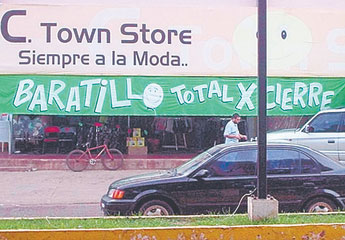 C. Town Store
Siempre a la Moda..
BARATILLO TOTAL X CIERRE